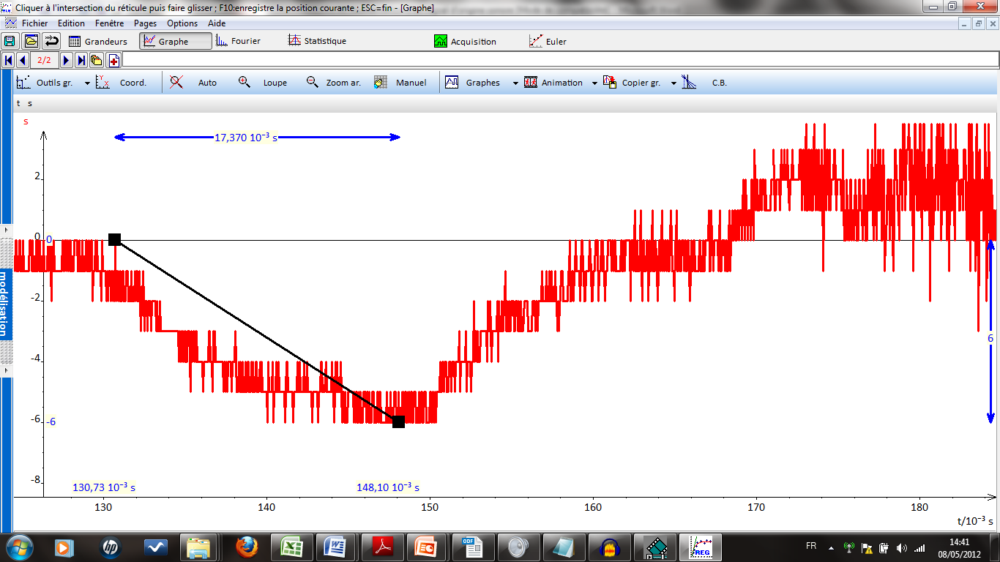 Cliquer à l'intersection du réticule puis faire glisser ; F10:enregistre la position courante ; ESC=fin - [Graphe]
Fichier Edition Fenêtre Pages Options Aide
Grandeurs Graphe Fourier Statistique Acquisition Euler
2/2
Outils gr. Coord. Auto Loupe Zoom ar. Manuel Graphes Animation Copier gr. C.B.
t s
s
17,370 10⁻³ s
2
0 0
-2
-4
-6 -6
-8
6
modélisation
130,73 10⁻³ s 148,10 10⁻³ s
130 140 150 160 170 180
t/10⁻³ s
FR 14:41
08/05/2012
REG
ODF
hp